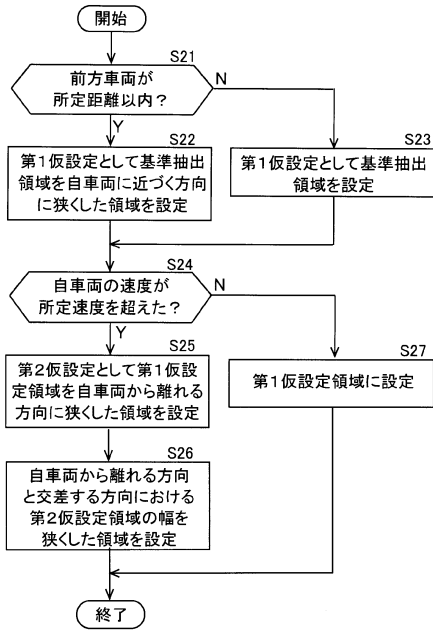 開始
S21
前方車両が
所定距離以内？
N
Y
S22
第1仮設定として基準抽出
領域を自車両に近づく方向
に狭くした領域を設定
S23
第1仮設定として基準抽出
領域を設定
S24
自車両の速度が
所定速度を超えた？
N
Y
S25
第2仮設定として第1仮設
定領域を自車両から離れる
方向に狭くした領域を設定
S27
第1仮設定領域に設定
S26
自車両から離れる方向
と交差する方向における
第2仮設定領域の幅を
狭くした領域を設定
終了